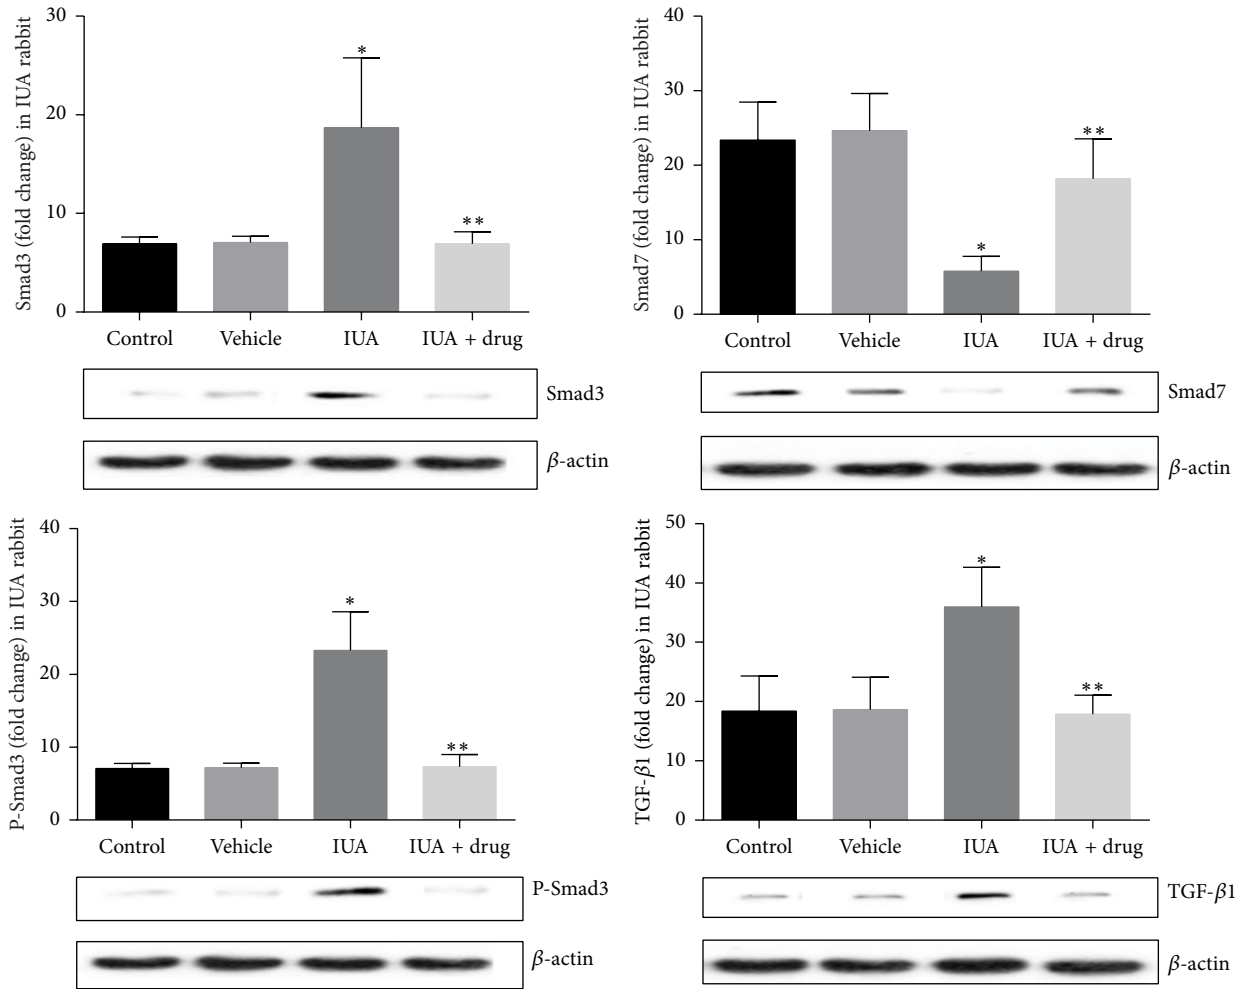 Smad3 (fold change) in IUA rabbit
30
20
10
0
*
**
Control Vehicle IUA IUA + drug
Smad3
β-actin
Smad7 (fold change) in IUA rabbit
40
30
20
10
0
*
**
Control Vehicle IUA IUA + drug
Smad7
β-actin
P-Smad3 (fold change) in IUA rabbit
40
30
20
10
0
*
**
Control Vehicle IUA IUA + drug
P-Smad3
β-actin
TGF-β1 (fold change) in IUA rabbit
50
40
30
20
10
0
*
**
Control Vehicle IUA IUA + drug
TGF-β1
β-actin